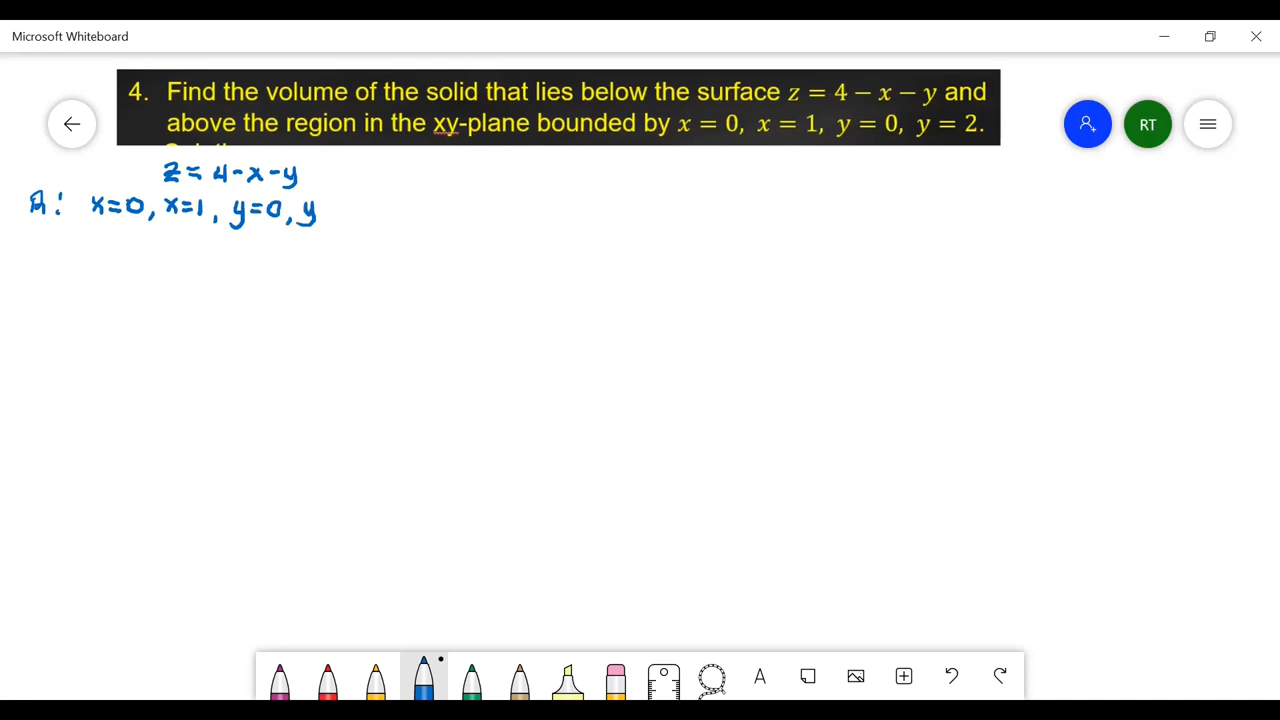 Microsoft Whiteboard
4. Find the volume of the solid that lies below the surface z = 4 − x − y and
above the region in the xy-plane bounded by x = 0, x = 1, y = 0, y = 2.
z = 4-x-y
R: x=0, x=1, y=0, y
RT
A